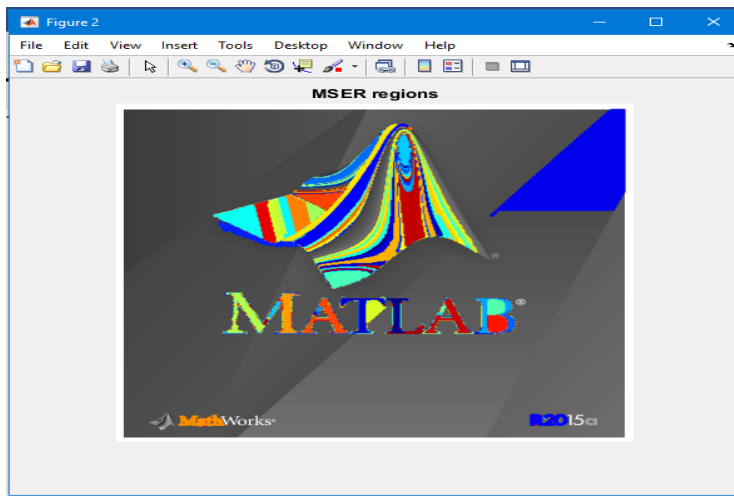 Figure 2
File Edit View Insert Tools Desktop Window Help
MSER regions
MATLAB®
MathWorks®
R2015a